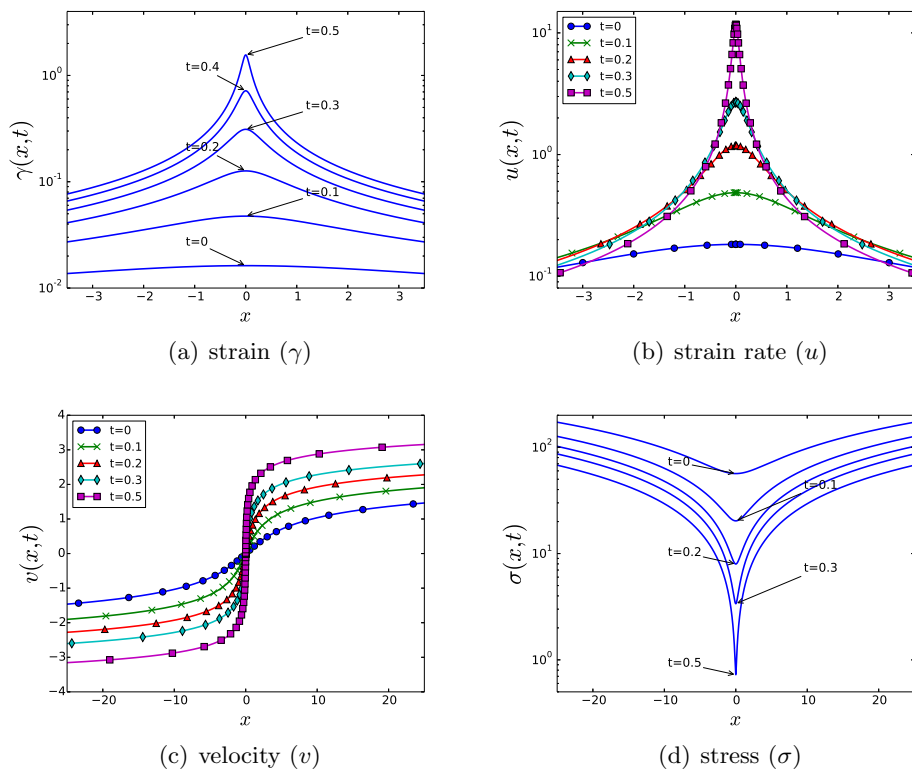 γ(x,t)
10^0
10^-1
10^-2
t=0.5
t=0.4
t=0.3
t=0.2
t=0.1
t=0
−3 −2 −1 0 1 2 3
x
(a) strain (γ)
u(x,t)
10^1
10^0
10^-1
t=0
t=0.1
t=0.2
t=0.3
t=0.5
−3 −2 −1 0 1 2 3
x
(b) strain rate (u)
v(x,t)
4
3
2
1
0
−1
−2
−3
−4
t=0
t=0.1
t=0.2
t=0.3
t=0.5
−20 −10 0 10 20
x
(c) velocity (v)
σ(x,t)
10^2
10^1
10^0
t=0
t=0.1
t=0.2
t=0.3
t=0.5
−20 −10 0 10 20
x
(d) stress (σ)